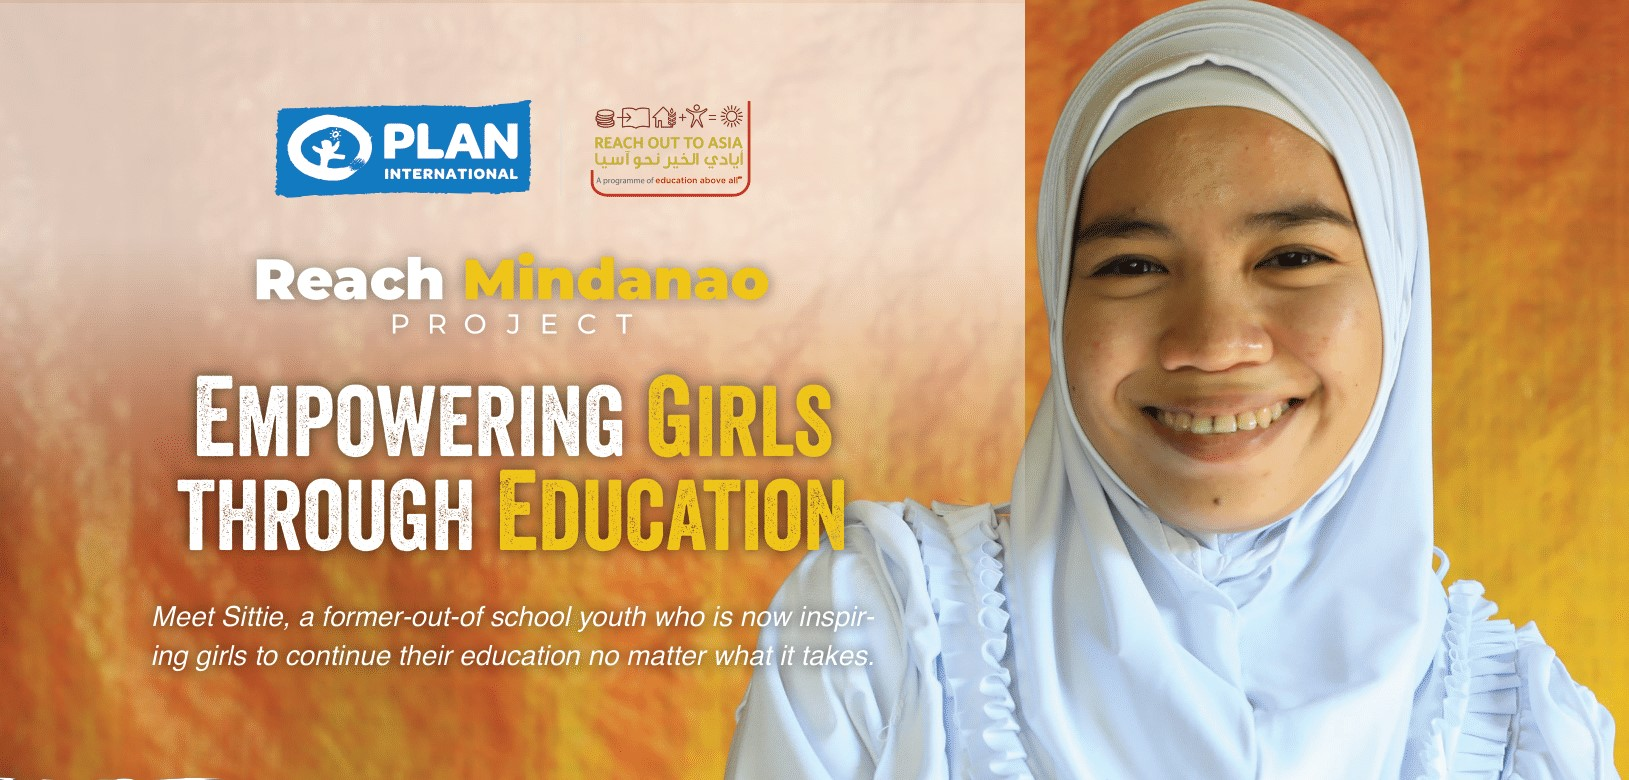 PLAN
INTERNATIONAL
REACH OUT TO ASIA
أيادي الخير نحو آسيا
A programme of education above all
Reach Mindanao
PROJECT
EMPOWERING GIRLS
THROUGH EDUCATION
Meet Sittie, a former-out-of school youth who is now inspir-
ing girls to continue their education no matter what it takes.